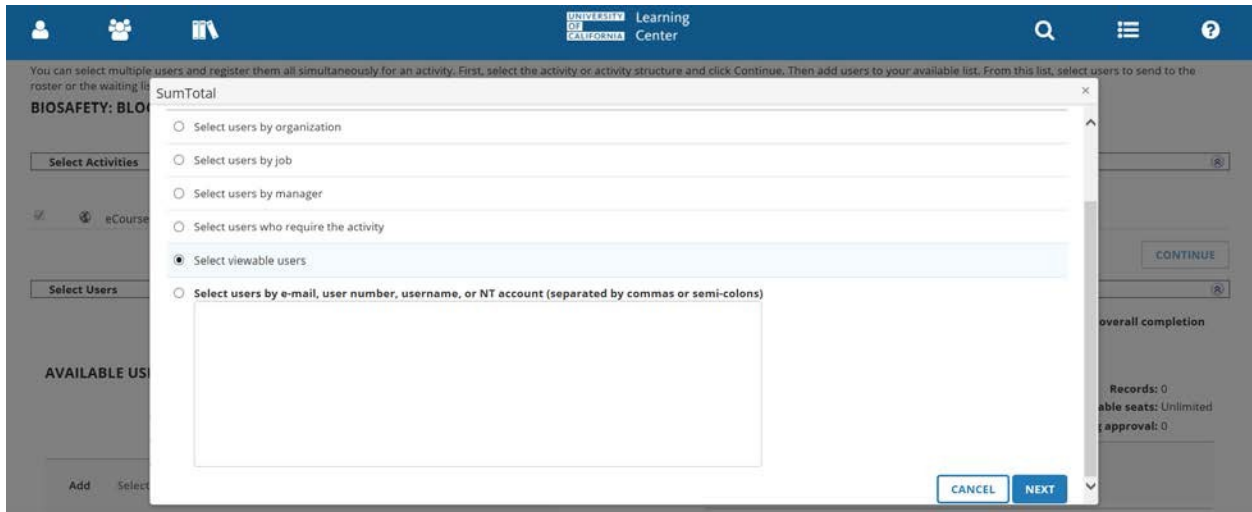 UNIVERSITY
OF
CALIFORNIA
Learning
Center
You can select multiple users and register them all simultaneously for an activity. First, select the activity or activity structure and click Continue. Then add users to your available list. From this list, select users to send to the
roster or the waiting
SumTotal
BIOSAFETY:
Select users by organization
Select Activities
Select users by job
Select users by manager
eCourse
Select users who require the activity
Select viewable users
CONTINUE
Select Users
Select users by e-mail, user number, username, or NT account (separated by commas or semi-colons)
overall completion
AVAILABLE
Records: 0
seats: Unlimited
approval: 0
Add Select
CANCEL NEXT